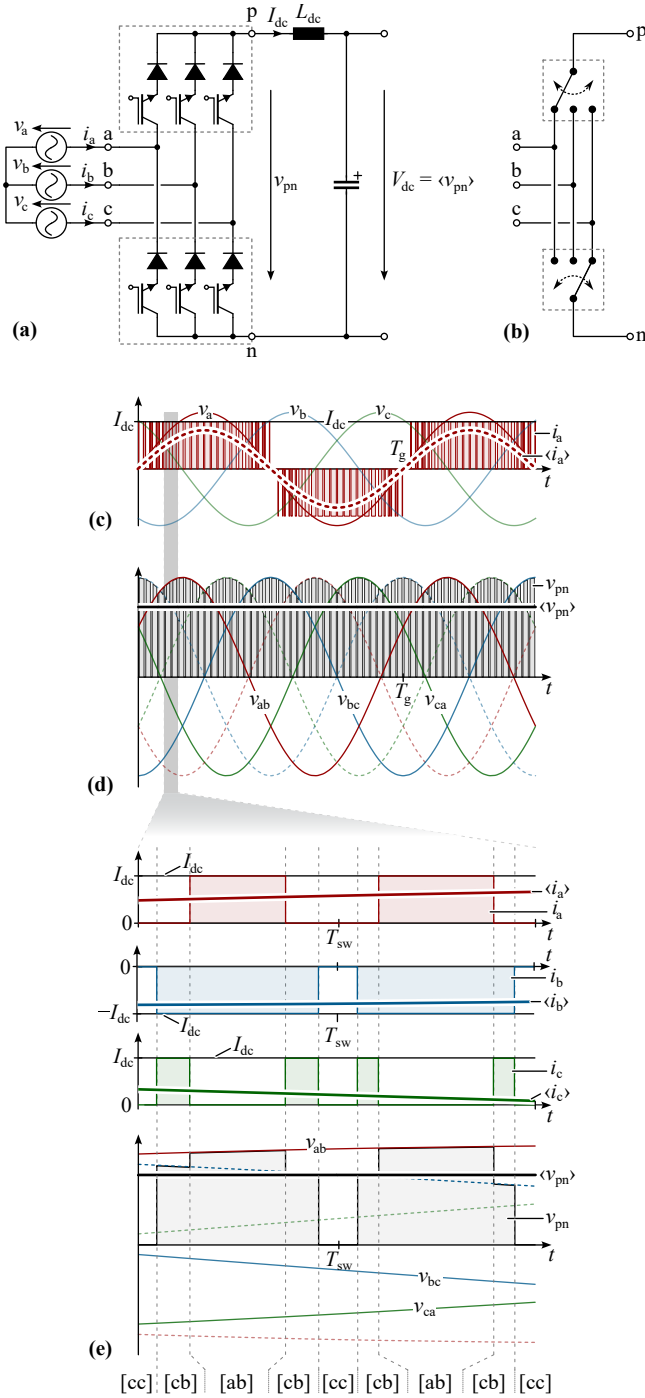 p
I_dc
L_dc
v_a
i_a
a
v_b
i_b
b
v_c
i_c
c
v_pn
+
V_dc = ‹v_pn›
n
(a)
p
a
b
c
n
(b)
I_dc
v_a
v_b
I_dc
v_c
i_a
‹i_a›
T_g
t
(c)
v_pn
‹v_pn›
t
T_g
v_ab
v_bc
v_ca
(d)
I_dc
I_dc
‹i_a›
i_a
0
T_sw
t
t
0
i_b
‹i_b›
−I_dc
I_dc
T_sw
I_dc
I_dc
i_c
‹i_c›
0
t
v_ab
‹v_pn›
v_pn
T_sw
t
v_bc
v_ca
(e)
[cc] [cb] [ab] [cb] [cc] [cb] [ab] [cb] [cc]